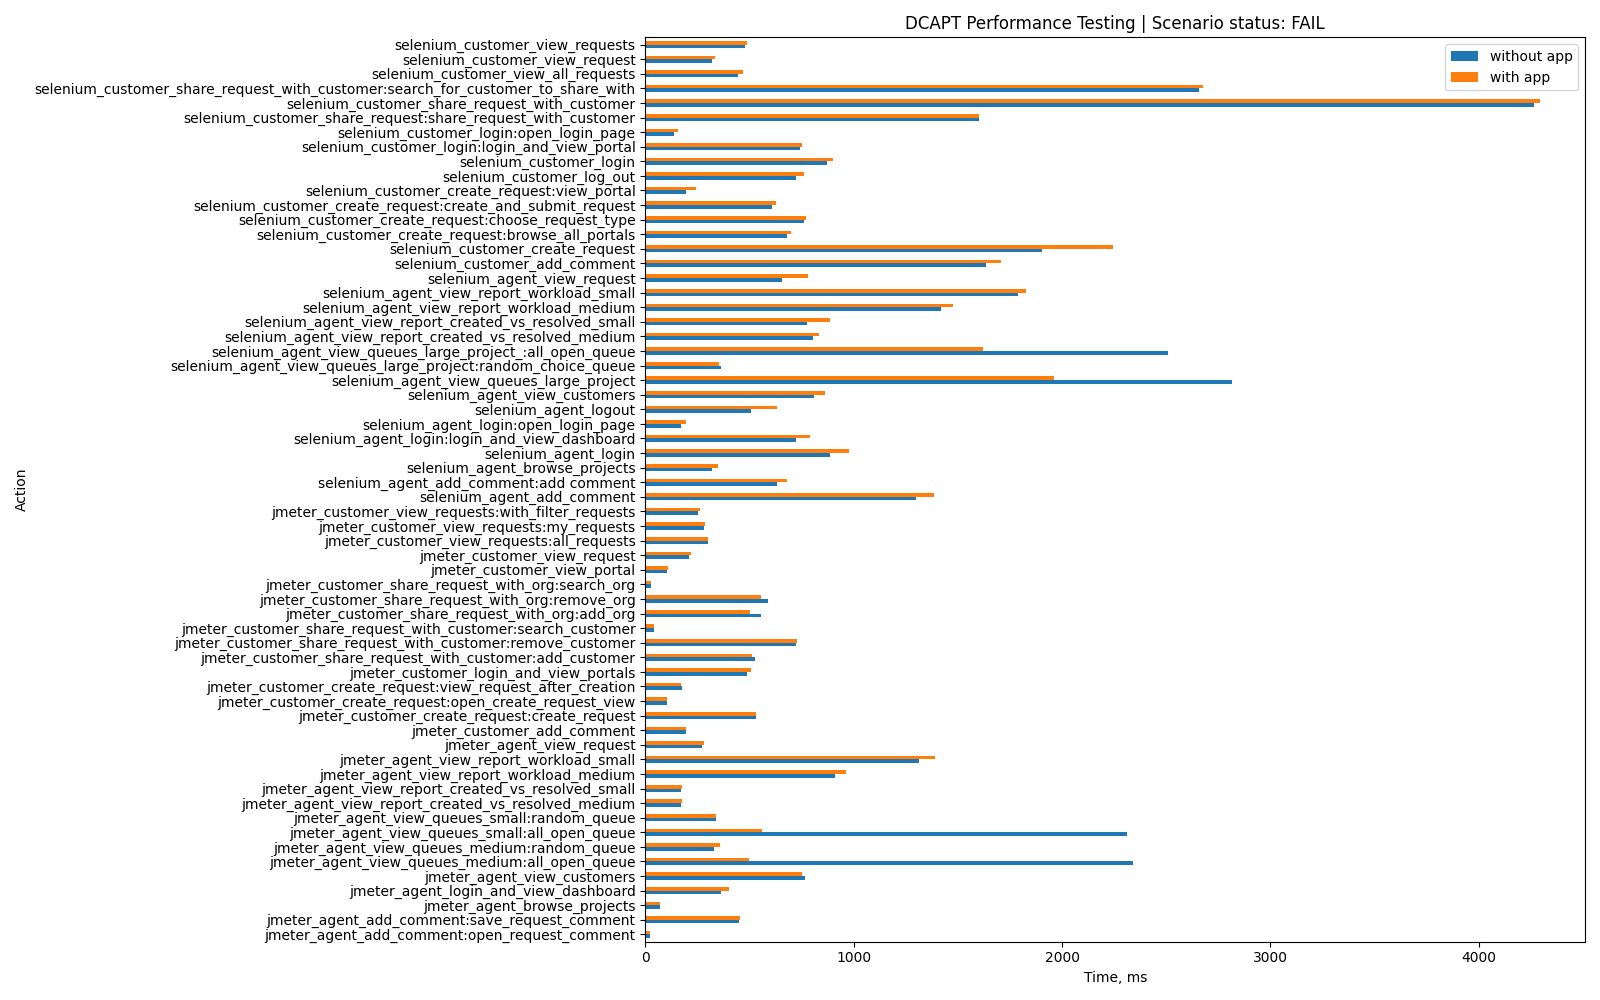 DCAPT Performance Testing | Scenario status: FAIL
without app
with app
selenium_customer_view_requests
selenium_customer_view_request
selenium_customer_view_all_requests
selenium_customer_share_request_with_customer:search_for_customer_to_share_with
selenium_customer_share_request_with_customer
selenium_customer_share_request:share_request_with_customer
selenium_customer_login:open_login_page
selenium_customer_login:login_and_view_portal
selenium_customer_login
selenium_customer_log_out
selenium_customer_create_request:view_portal
selenium_customer_create_request:create_and_submit_request
selenium_customer_create_request:choose_request_type
selenium_customer_create_request:browse_all_portals
selenium_customer_create_request
selenium_customer_add_comment
selenium_agent_view_request
selenium_agent_view_report_workload_small
selenium_agent_view_report_workload_medium
selenium_agent_view_report_created_vs_resolved_small
selenium_agent_view_report_created_vs_resolved_medium
selenium_agent_view_queues_large_project_:all_open_queue
selenium_agent_view_queues_large_project:random_choice_queue
selenium_agent_view_queues_large_project
selenium_agent_view_customers
selenium_agent_logout
selenium_agent_login:open_login_page
selenium_agent_login:login_and_view_dashboard
selenium_agent_login
selenium_agent_browse_projects
selenium_agent_add_comment:add comment
selenium_agent_add_comment
jmeter_customer_view_requests:with_filter_requests
jmeter_customer_view_requests:my_requests
jmeter_customer_view_requests:all_requests
jmeter_customer_view_request
jmeter_customer_view_portal
jmeter_customer_share_request_with_org:search_org
jmeter_customer_share_request_with_org:remove_org
jmeter_customer_share_request_with_org:add_org
jmeter_customer_share_request_with_customer:search_customer
jmeter_customer_share_request_with_customer:remove_customer
jmeter_customer_share_request_with_customer:add_customer
jmeter_customer_login_and_view_portals
jmeter_customer_create_request:view_request_after_creation
jmeter_customer_create_request:open_create_request_view
jmeter_customer_create_request:create_request
jmeter_customer_add_comment
jmeter_agent_view_request
jmeter_agent_view_report_workload_small
jmeter_agent_view_report_workload_medium
jmeter_agent_view_report_created_vs_resolved_small
jmeter_agent_view_report_created_vs_resolved_medium
jmeter_agent_view_queues_small:random_queue
jmeter_agent_view_queues_small:all_open_queue
jmeter_agent_view_queues_medium:random_queue
jmeter_agent_view_queues_medium:all_open_queue
jmeter_agent_view_customers
jmeter_agent_login_and_view_dashboard
jmeter_agent_browse_projects
jmeter_agent_add_comment:save_request_comment
jmeter_agent_add_comment:open_request_comment
Action
0 1000 2000 3000 4000
Time, ms